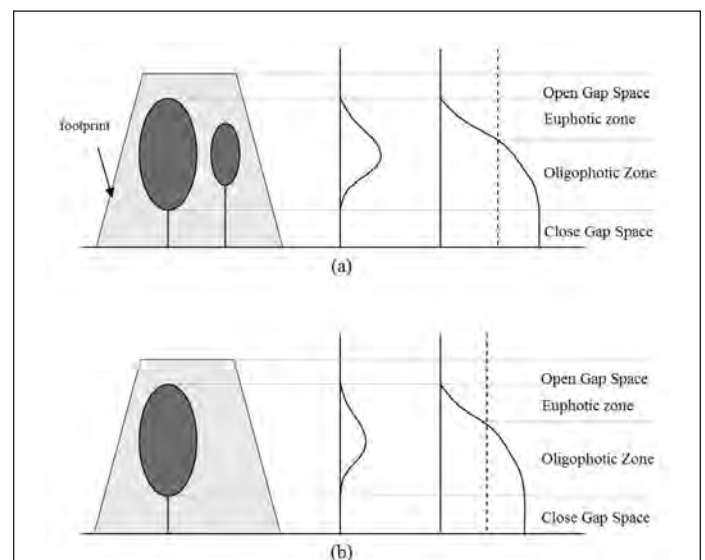 footprint
Open Gap Space
Euphotic zone
Oligophotic Zone
Close Gap Space
(a)
Open Gap Space
Euphotic zone
Oligophotic Zone
Close Gap Space
(b)